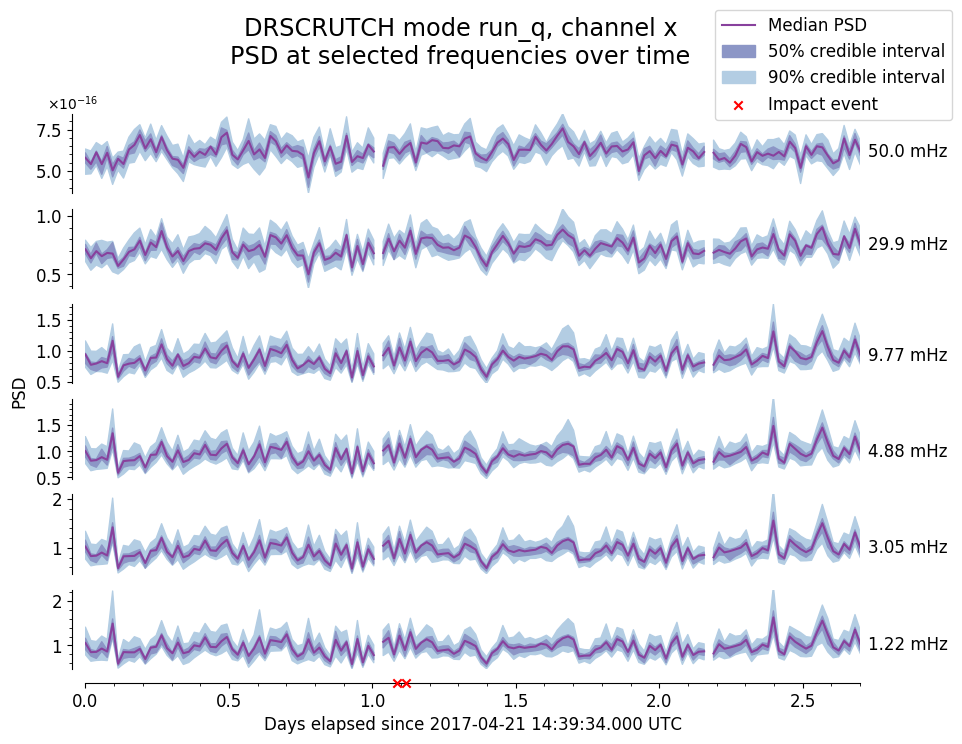 DRSCRUTCH mode run_q, channel x
PSD at selected frequencies over time
Median PSD
50% credible interval
90% credible interval
Impact event
×10⁻¹⁶
7.5
5.0
50.0 mHz
1.0
0.5
29.9 mHz
1.5
1.0
0.5
9.77 mHz
PSD
1.5
1.0
0.5
4.88 mHz
2
1
3.05 mHz
2
1
1.22 mHz
0.0 0.5 1.0 1.5 2.0 2.5
Days elapsed since 2017-04-21 14:39:34.000 UTC